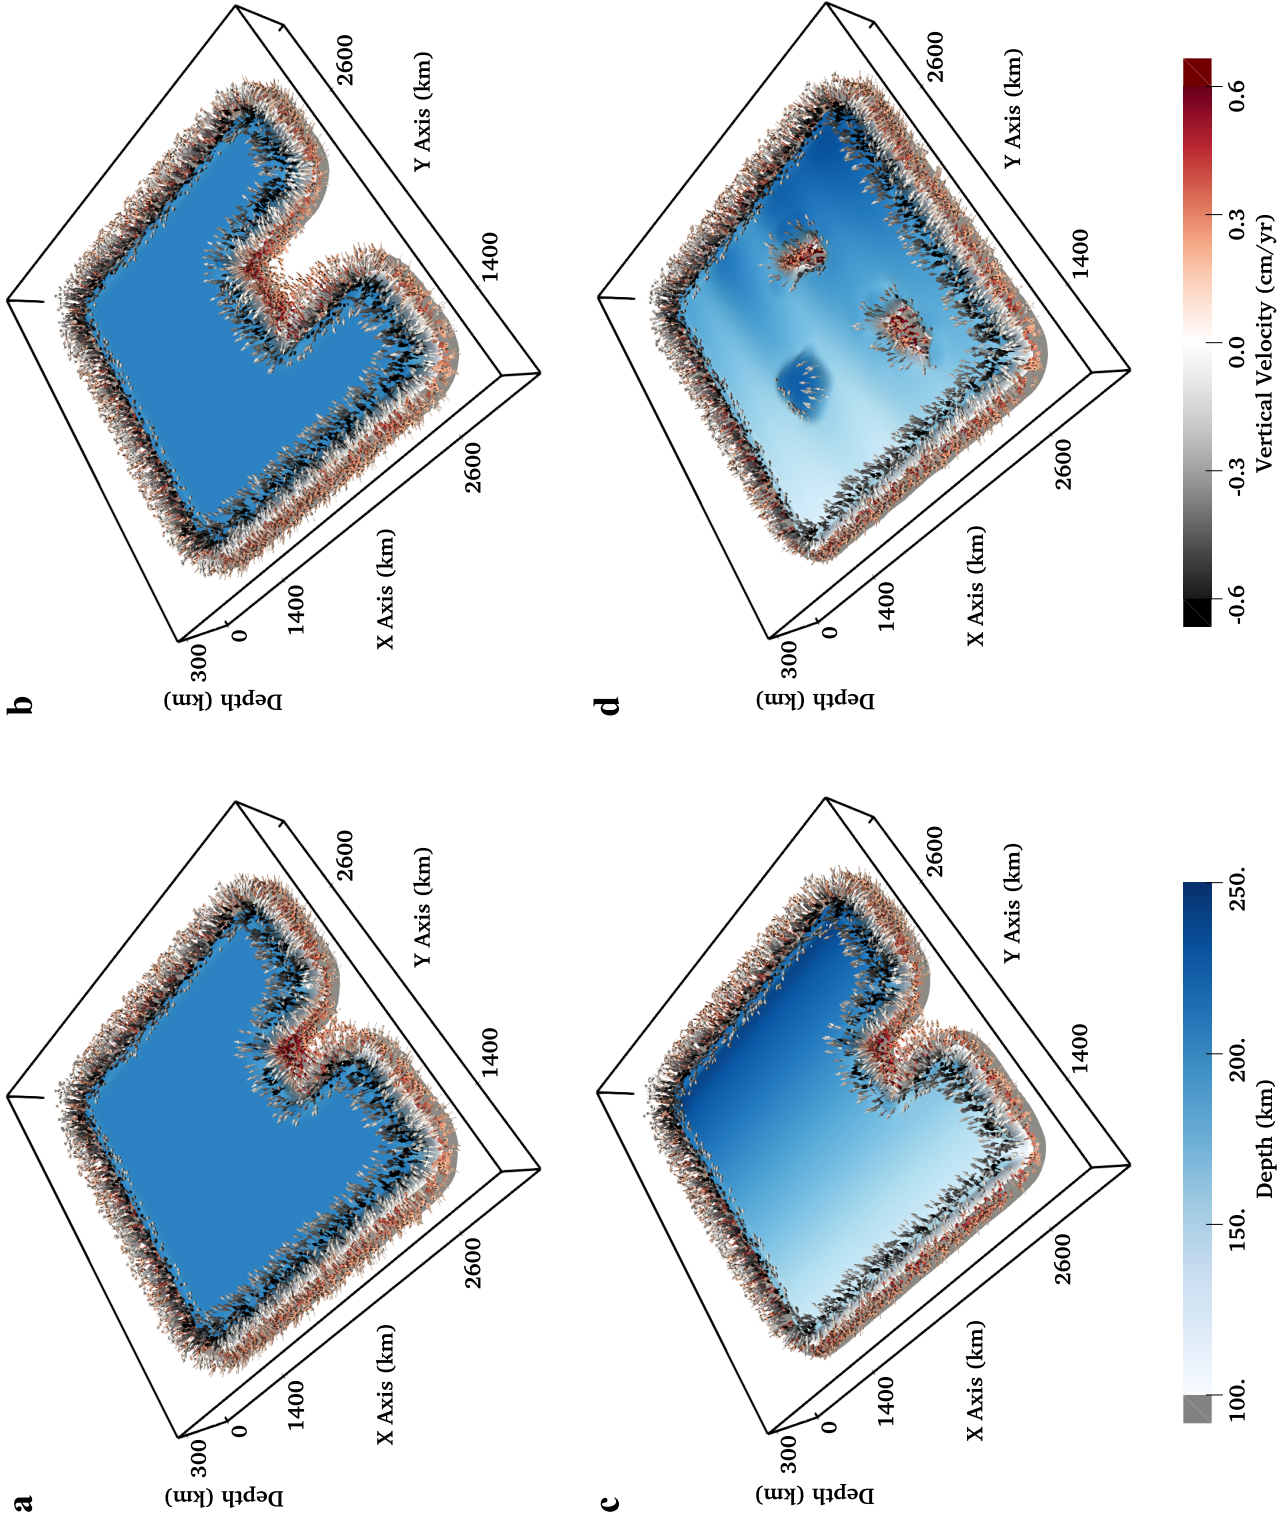 a
300
0
1400
2600
1400
2600
Depth (km)
X Axis (km)
Y Axis (km)
b
300
0
1400
2600
1400
2600
Depth (km)
X Axis (km)
Y Axis (km)
c
300
0
1400
2600
1400
2600
Depth (km)
X Axis (km)
Y Axis (km)
d
300
0
1400
2600
1400
2600
Depth (km)
X Axis (km)
Y Axis (km)
100. 150. 200. 250.
Depth (km)
-0.6 -0.3 0.0 0.3 0.6
Vertical Velocity (cm/yr)